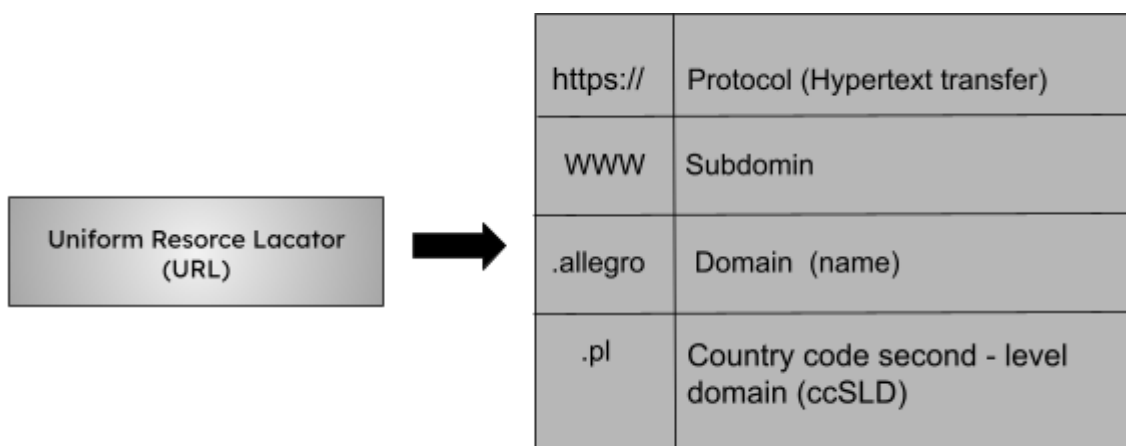 Uniform Resorce Lacator
(URL)
https:// Protocol (Hypertext transfer)
WWW Subdomin
.allegro Domain (name)
.pl Country code second - level
domain (ccSLD)